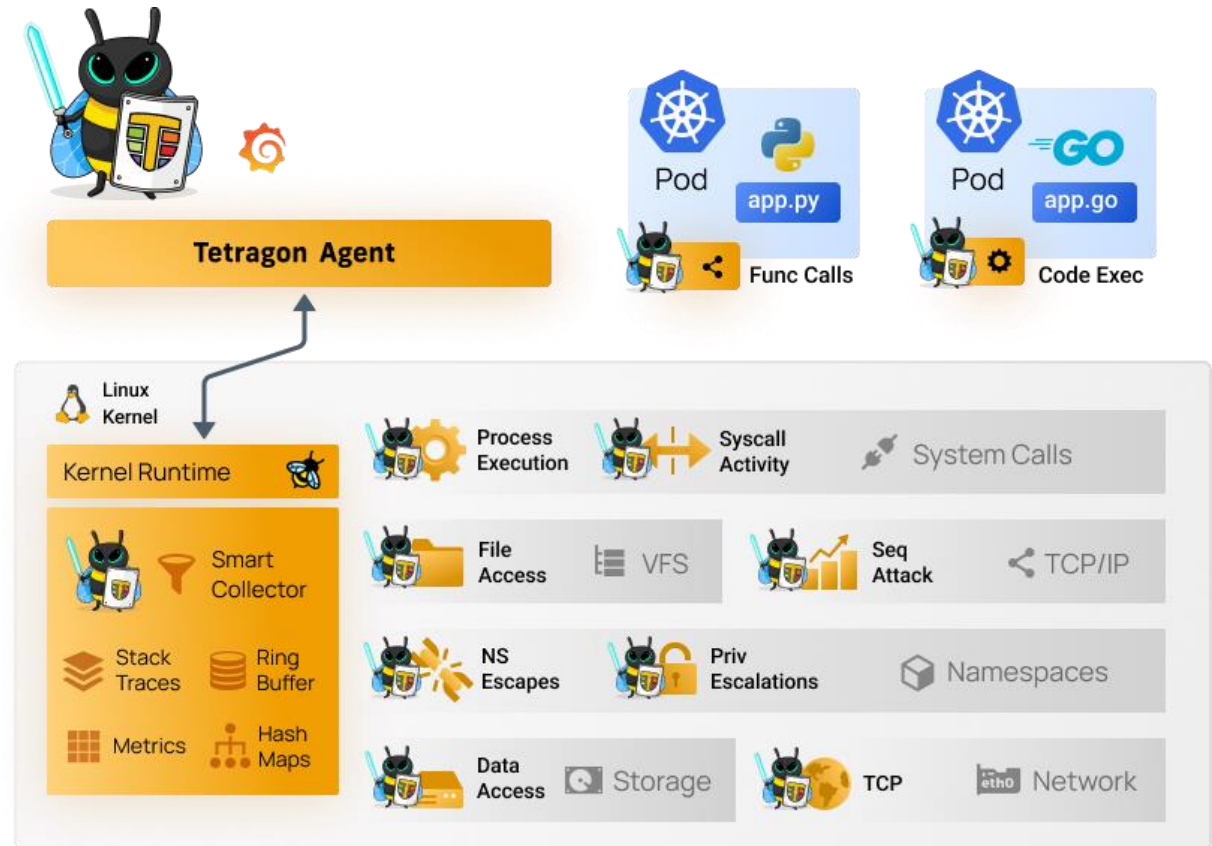 Tetragon Agent
Pod
app.py
Func Calls
GO
Pod
app.go
Code Exec
Linux
Kernel
Kernel Runtime
Smart
Collector
Stack
Traces
Ring
Buffer
Metrics
Hash
Maps
Process
Execution
Syscall
Activity
System Calls
File
Access
VFS
Seq
Attack
TCP/IP
NS
Escapes
Priv
Escalations
Namespaces
Data
Access
Storage
TCP
eth0
Network